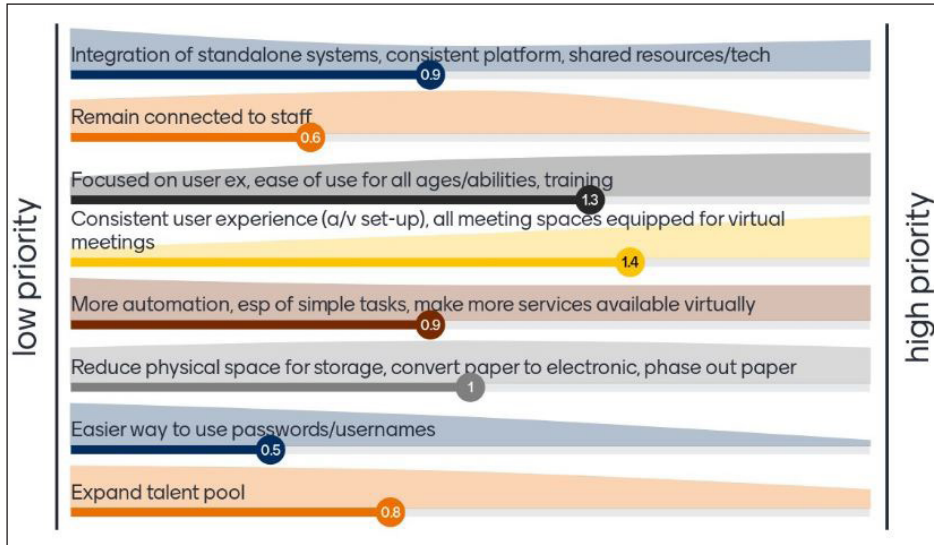 Integration of standalone systems, consistent platform, shared resources/tech
0.9
Remain connected to staff
0.6
Focused on user ex, ease of use for all ages/abilities, training
1.3
Consistent user experience (a/v set-up), all meeting spaces equipped for virtual
meetings
1.4
More automation, esp of simple tasks, make more services available virtually
0.9
Reduce physical space for storage, convert paper to electronic, phase out paper
1
Easier way to use passwords/usernames
0.5
Expand talent pool
0.8
low priority
high priority